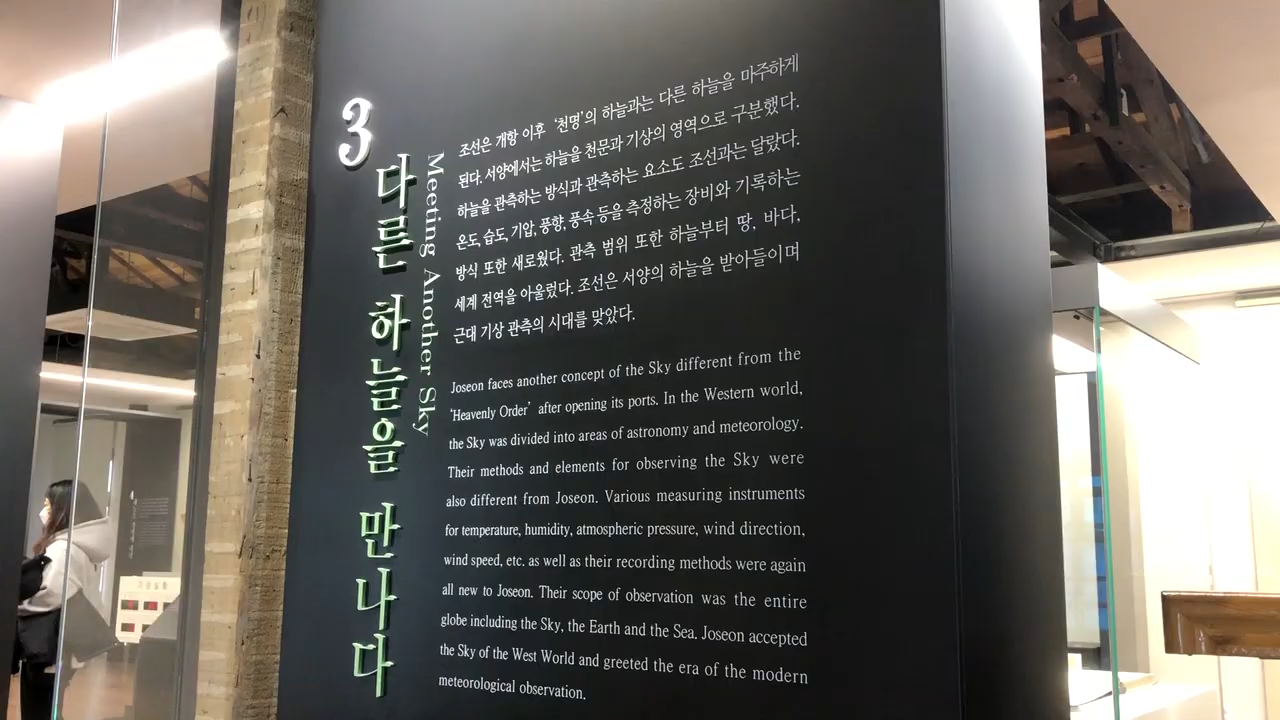 3
다른 하늘을 만나다
Meeting Another Sky
조선은 개항 이후 ‘천명’의 하늘과는 다른 하늘을 마주하게
된다. 서양에서는 하늘을 천문과 기상의 영역으로 구분했다.
하늘을 관측하는 방식과 관측하는 요소도 조선과는 달랐다.
온도, 습도, 기압, 풍향, 풍속 등을 측정하는 장비와 기록하는
방식 또한 새로웠다. 관측 범위 또한 하늘부터 땅, 바다,
세계 전역을 아울렀다. 조선은 서양의 하늘을 받아들이며
근대 기상 관측의 시대를 맞았다.
Joseon faces another concept of the Sky different from the
‘Heavenly Order’ after opening its ports. In the Western world,
the Sky was divided into areas of astronomy and meteorology.
Their methods and elements for observing the Sky were
also different from Joseon. Various measuring instruments
for temperature, humidity, atmospheric pressure, wind direction,
wind speed, etc. as well as their recording methods were again
all new to Joseon. Their scope of observation was the entire
globe including the Sky, the Earth and the Sea. Joseon accepted
the Sky of the West World and greeted the era of the modern
meteorological observation.